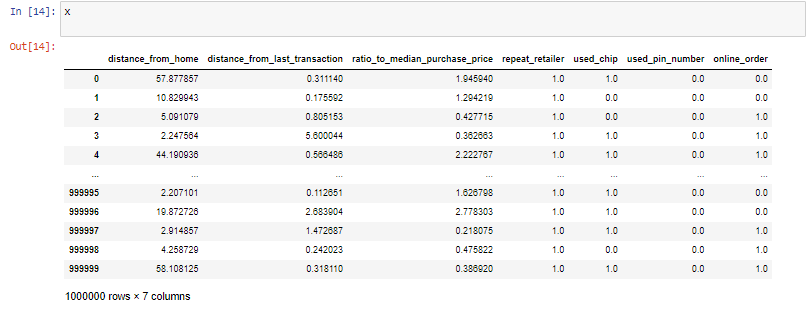 In [14]: x
Out[14]:
distance_from_home distance_from_last_transaction ratio_to_median_purchase_price repeat_retailer used_chip used_pin_number online_order
0 57.877857 0.311140 1.945940 1.0 1.0 0.0 0.0
1 10.829943 0.175592 1.294219 1.0 0.0 0.0 0.0
2 5.091079 0.805153 0.427715 1.0 0.0 0.0 1.0
3 2.247564 5.600044 0.362663 1.0 1.0 0.0 1.0
4 44.190936 0.566486 2.222767 1.0 1.0 0.0 1.0
... ... ... ... ... ... ... ...
999995 2.207101 0.112651 1.626798 1.0 1.0 0.0 0.0
999996 19.872726 2.683904 2.778303 1.0 1.0 0.0 0.0
999997 2.914857 1.472687 0.218075 1.0 1.0 0.0 1.0
999998 4.258729 0.242023 0.475822 1.0 0.0 0.0 1.0
999999 58.108125 0.318110 0.386920 1.0 1.0 0.0 1.0
1000000 rows × 7 columns